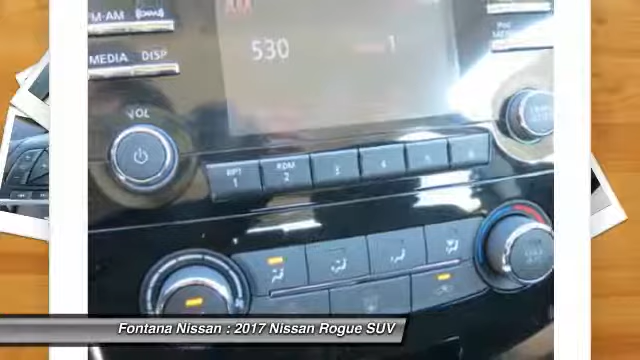 FM-AM
AM
530 1
MEDIA DISP
VOL
RPT RDM
1 2 3 4 5 6
Fontana Nissan : 2017 Nissan Rogue SUV